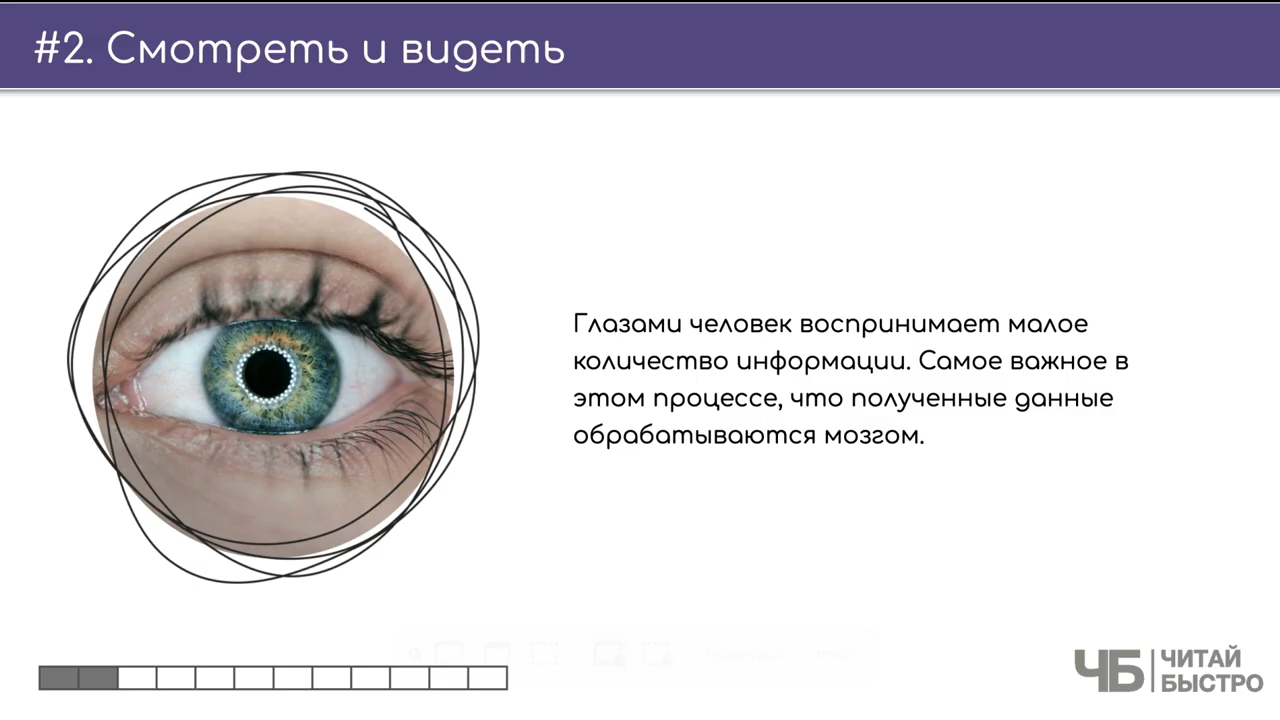 #2. Смотреть и видеть
Глазами человек воспринимает малое
количество информации. Самое важное в
этом процессе, что полученные данные
обрабатываются мозгом.
ЧБ
ЧИТАЙ
БЫСТРО